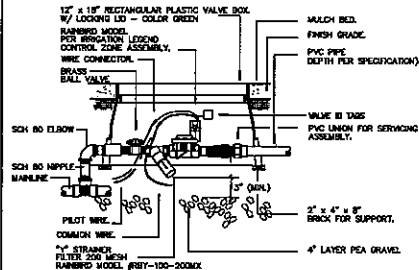 12" x 18" RECTANGULAR PLASTIC VALVE BOX.
W/ LOCKING LID - COLOR GREEN
RAINBIRD MODEL
PER IRRIGATION LEGEND
CONTROL ZONE ASSEMBLY.
WIRE CONNECTOR.
BRASS
BALL VALVE
SCH 80 ELBOW
SCH 80 NIPPLE
MAINLINE
PILOT WIRE.
COMMON WIRE.
"Y" STRAINER
FILTER 200 MESH
RAINBIRD MODEL #RBY-100-200MX
MULCH BED.
FINISH GRADE.
PVC PIPE
DEPTH PER SPECIFICATION).
VALVE ID TAGS
PVC UNION FOR SERVICING
ASSEMBLY.
3" (MIN.)
2" x 4" x 8"
BRICK FOR SUPPORT.
4" LAYER PEA GRAVEL